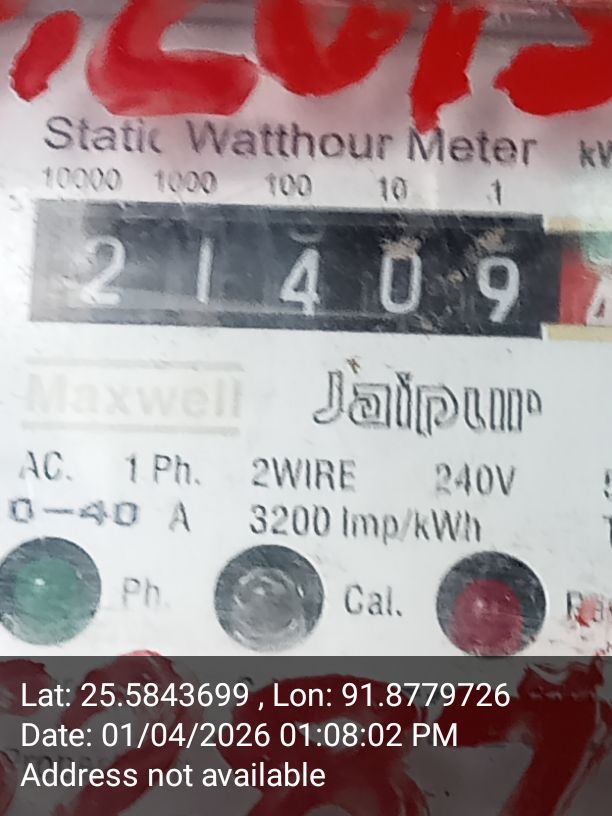 Static Watthour Meter
10000 1000 100 10 1
2 1 4 0 9
Maxwell Jaipur
AC. 1 Ph. 2WIRE 240V
0-40 A 3200 Imp/kWh
Ph. Cal.
Lat: 25.5843699 , Lon: 91.8779726
Date: 01/04/2026 01:08:02 PM
Address not available